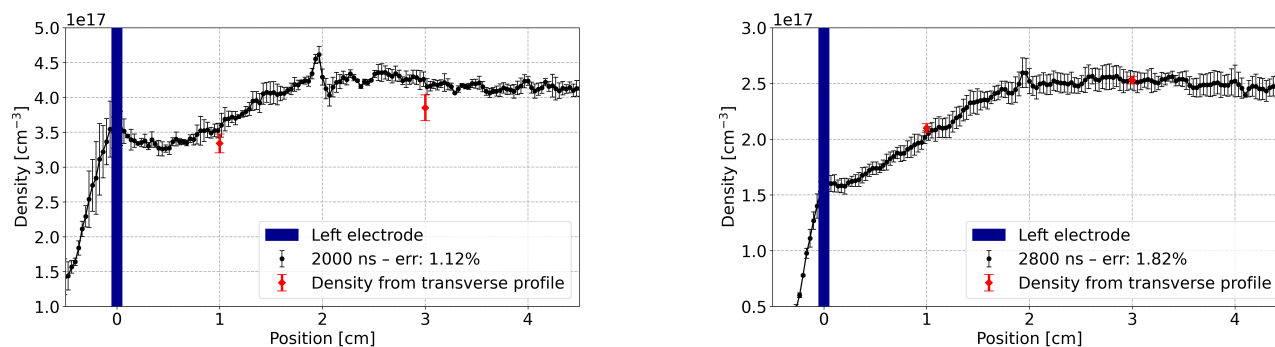 1e17
5.0
4.5
4.0
3.5
3.0
2.5
2.0
1.5
1.0
Density [cm⁻³]
0 1 2 3 4
Position [cm]
Left electrode
2000 ns – err: 1.12%
Density from transverse profile
1e17
3.0
2.5
2.0
1.5
1.0
0.5
Density [cm⁻³]
0 1 2 3 4
Position [cm]
Left electrode
2800 ns – err: 1.82%
Density from transverse profile